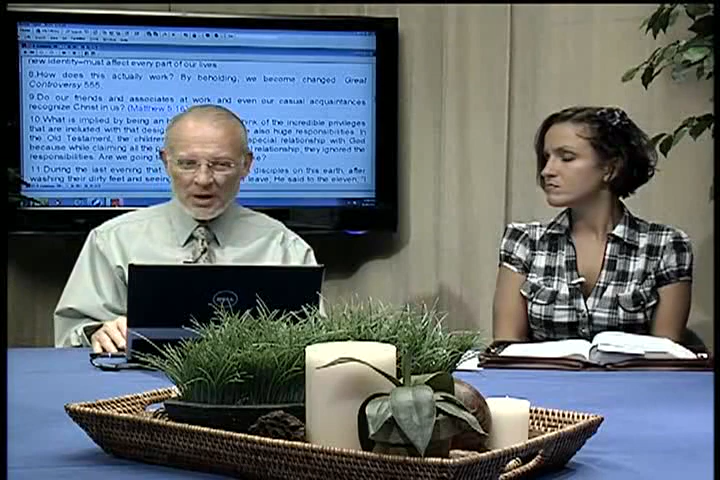 new identity–must affect every part of our lives
8.How does this actually work? By beholding, we become changed Great
Controversy 555.
9.Do our friends and associates at work and even our casual acquaintances
recognize Christ in us? (Matthew 5:16)
10.What is implied by being an h of the incredible privileges
that are included with that desig also huge responsibilities. In
the Old Testament, the childre special relationship with God
because while claiming all the relationship, they ignored the
responsibilities. Are we going e?
11.During the last evening that disciples on this earth, after
washing their dirty feet and seein leave, He said to the eleven, "I
DELL